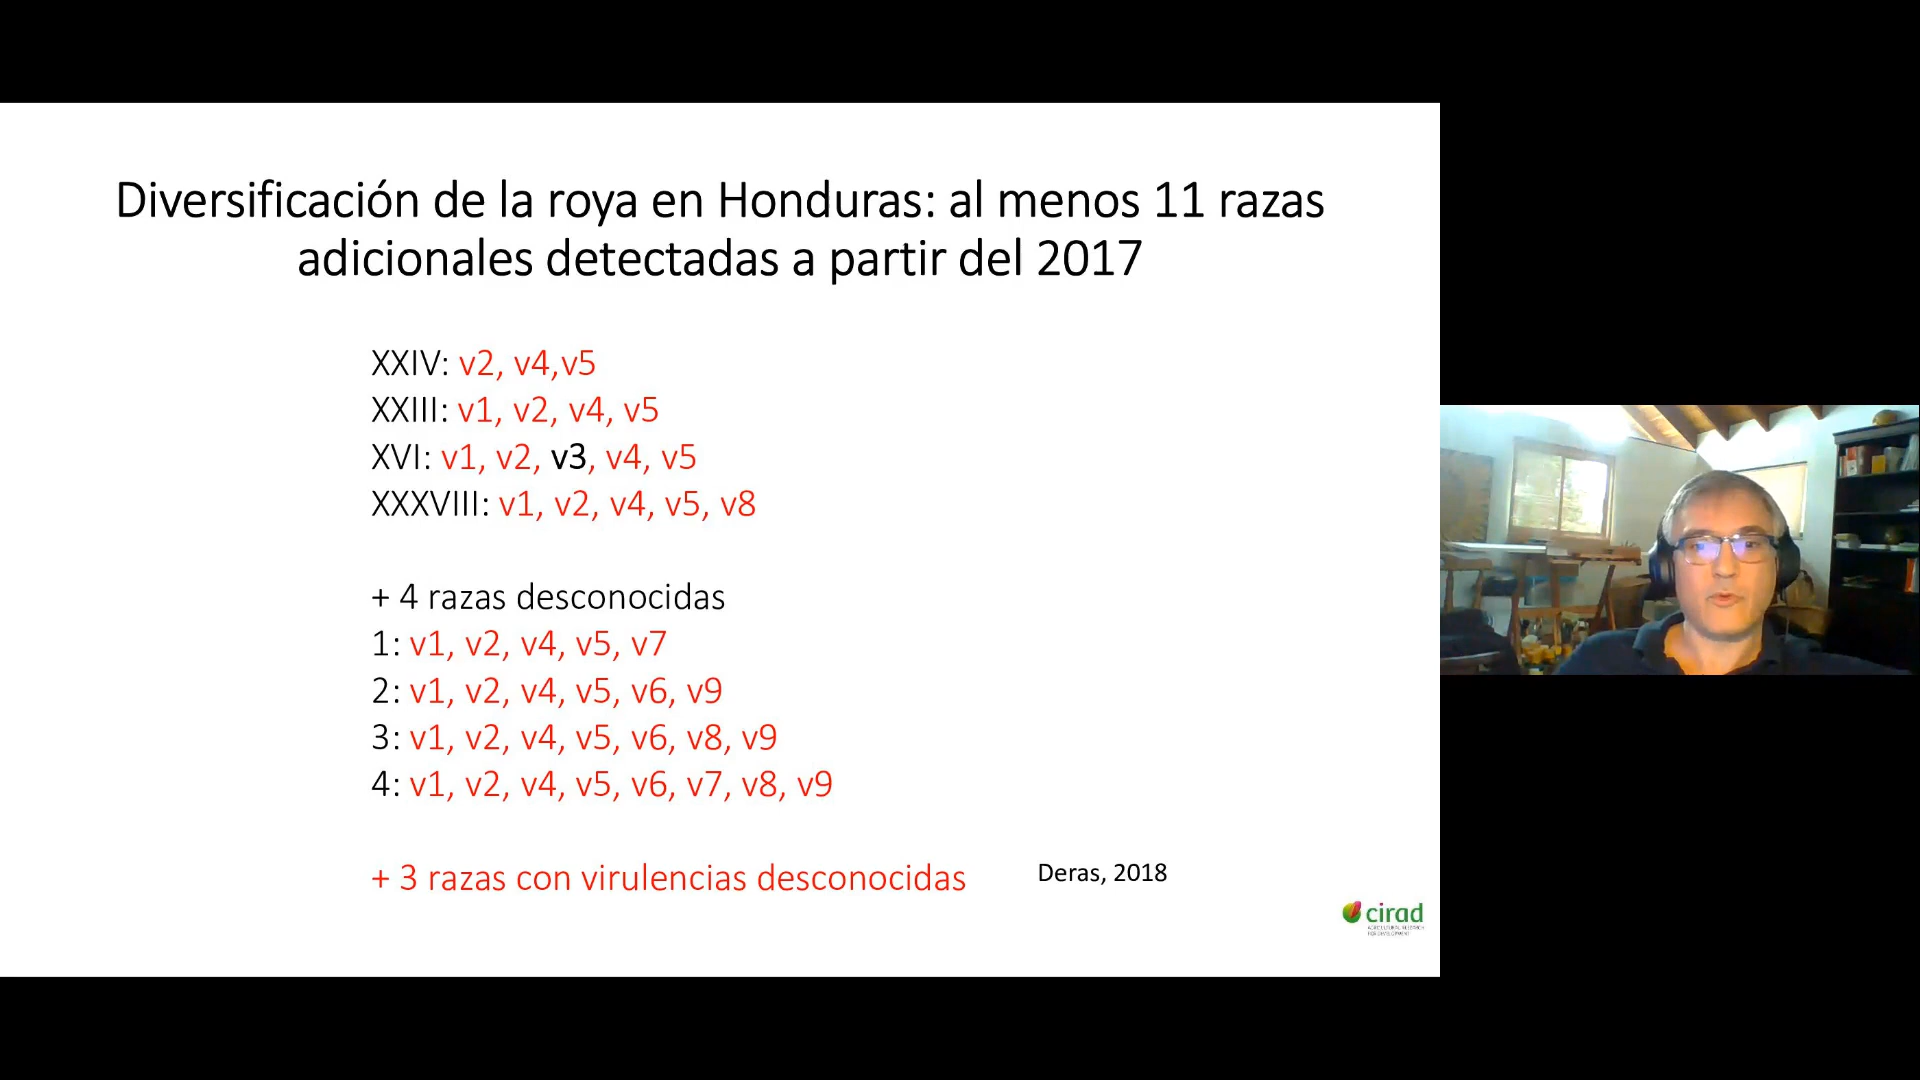 Diversificación de la roya en Honduras: al menos 11 razas
adicionales detectadas a partir del 2017
XXIV: v2, v4,v5
XXIII: v1, v2, v4, v5
XVI: v1, v2, v3, v4, v5
XXXVIII: v1, v2, v4, v5, v8
+ 4 razas desconocidas
1: v1, v2, v4, v5, v7
2: v1, v2, v4, v5, v6, v9
3: v1, v2, v4, v5, v6, v8, v9
4: v1, v2, v4, v5, v6, v7, v8, v9
+ 3 razas con virulencias desconocidas
Deras, 2018
cirad
AGRICULTURAL RESEARCH
FOR DEVELOPMENT